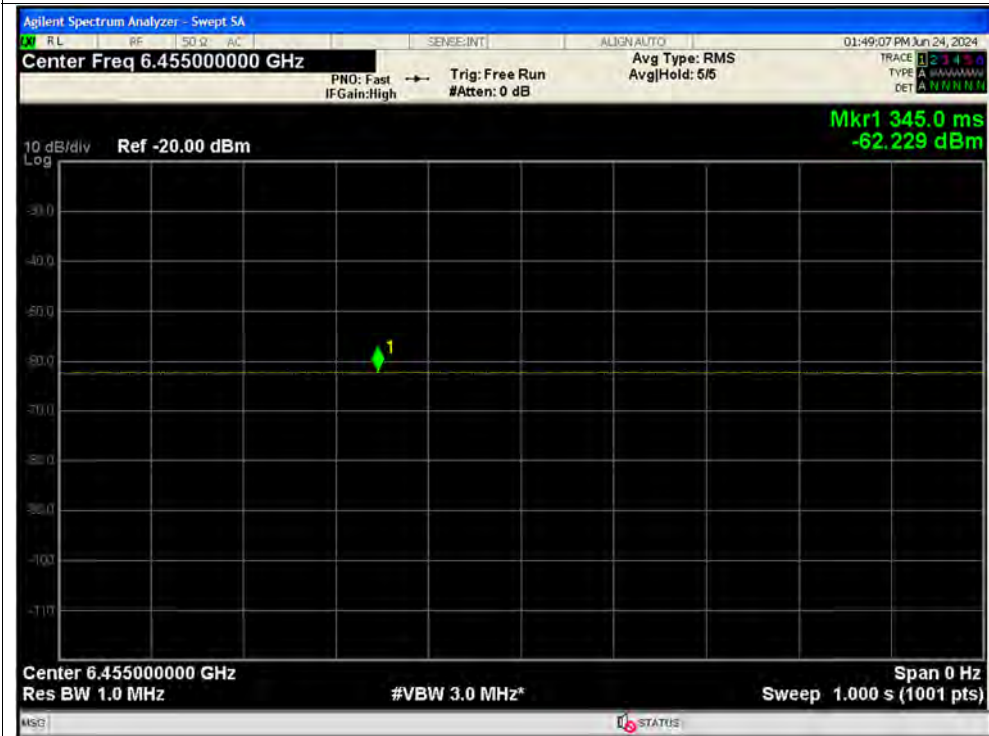 Agilent Spectrum Analyzer - Swept SA
RL RF 50 Ω AC SENSE:INT ALIGN AUTO 01:49:07 PM Jun 24, 2024
Center Freq 6.455000000 GHz
Avg Type: RMS
TRACE 1 2 3 4 5 6
PNO: Fast Trig: Free Run Avg|Hold: 5/5
TYPE A
IFGain:High #Atten: 0 dB
DET A N N N N N
Mkr1 345.0 ms
-62.229 dBm
10 dB/div Ref -20.00 dBm
Log
-30.0
-40.0
-50.0
1
-60.0
-70.0
-80.0
-90.0
-100
-110
Center 6.455000000 GHz Span 0 Hz
Res BW 1.0 MHz #VBW 3.0 MHz* Sweep 1.000 s (1001 pts)
MSG STATUS